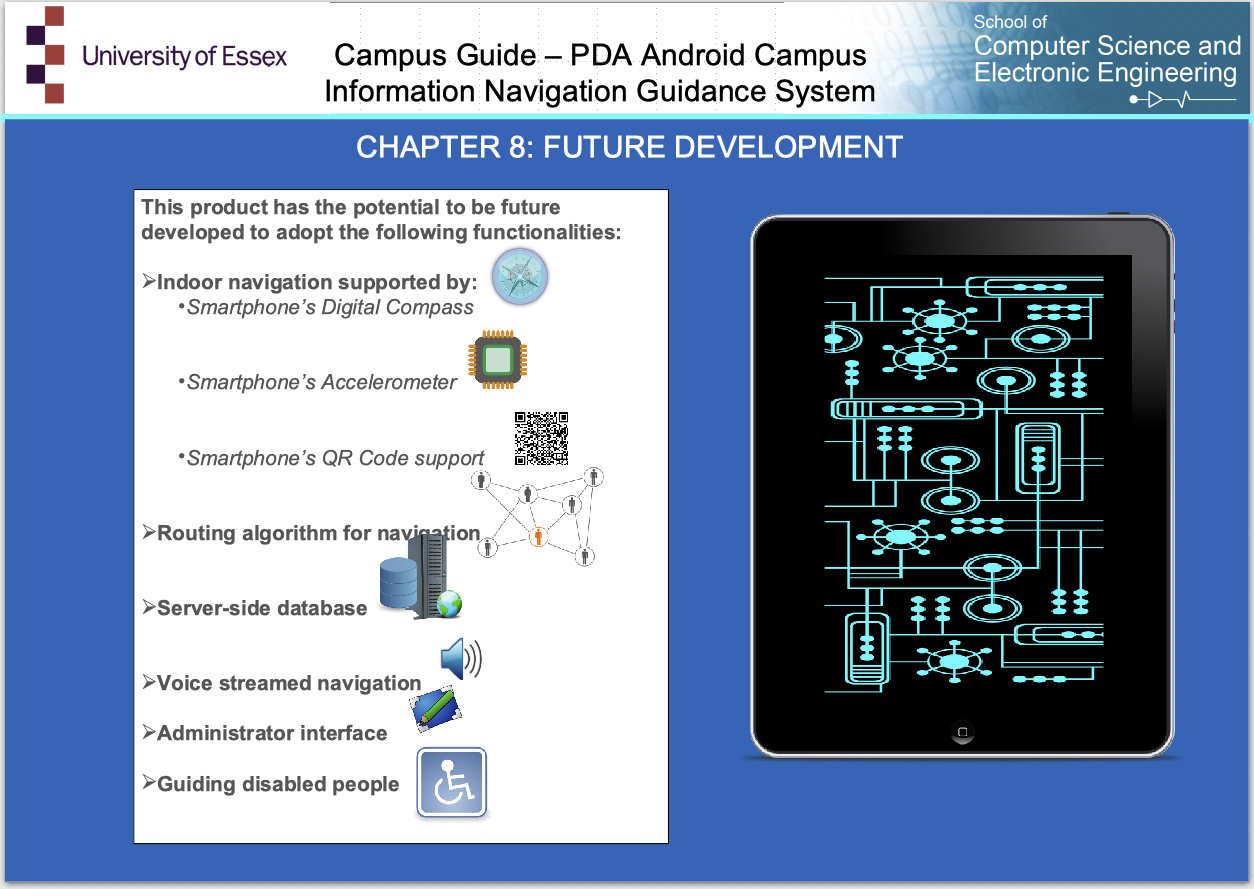 University of Essex
Campus Guide – PDA Android Campus
Information Navigation Guidance System
School of
Computer Science and
Electronic Engineering
CHAPTER 8: FUTURE DEVELOPMENT
This product has the potential to be future
developed to adopt the following functionalities:
➢Indoor navigation supported by:
•Smartphone’s Digital Compass
•Smartphone’s Accelerometer
•Smartphone’s QR Code support
➢Routing algorithm for navigation
➢Server-side database
➢Voice streamed navigation
➢Administrator interface
➢Guiding disabled people